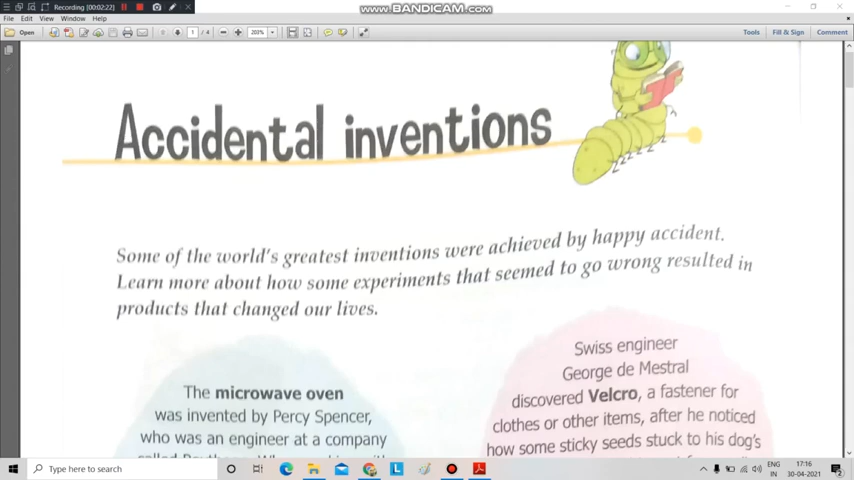 Recording [00:02:22]
www.BANDICAM.com
File Edit View Window Help
Open 1 / 4 203% Tools Fill & Sign Comment
Accidental inventions
Some of the world's greatest inventions were achieved by happy accident.
Learn more about how some experiments that seemed to go wrong resulted in
products that changed our lives.
The microwave oven
was invented by Percy Spencer,
who was an engineer at a company
Swiss engineer
George de Mestral
discovered Velcro, a fastener for
clothes or other items, after he noticed
how some sticky seeds stuck to his dog's
Type here to search
ENG 17:16
IN 30-04-2021
2